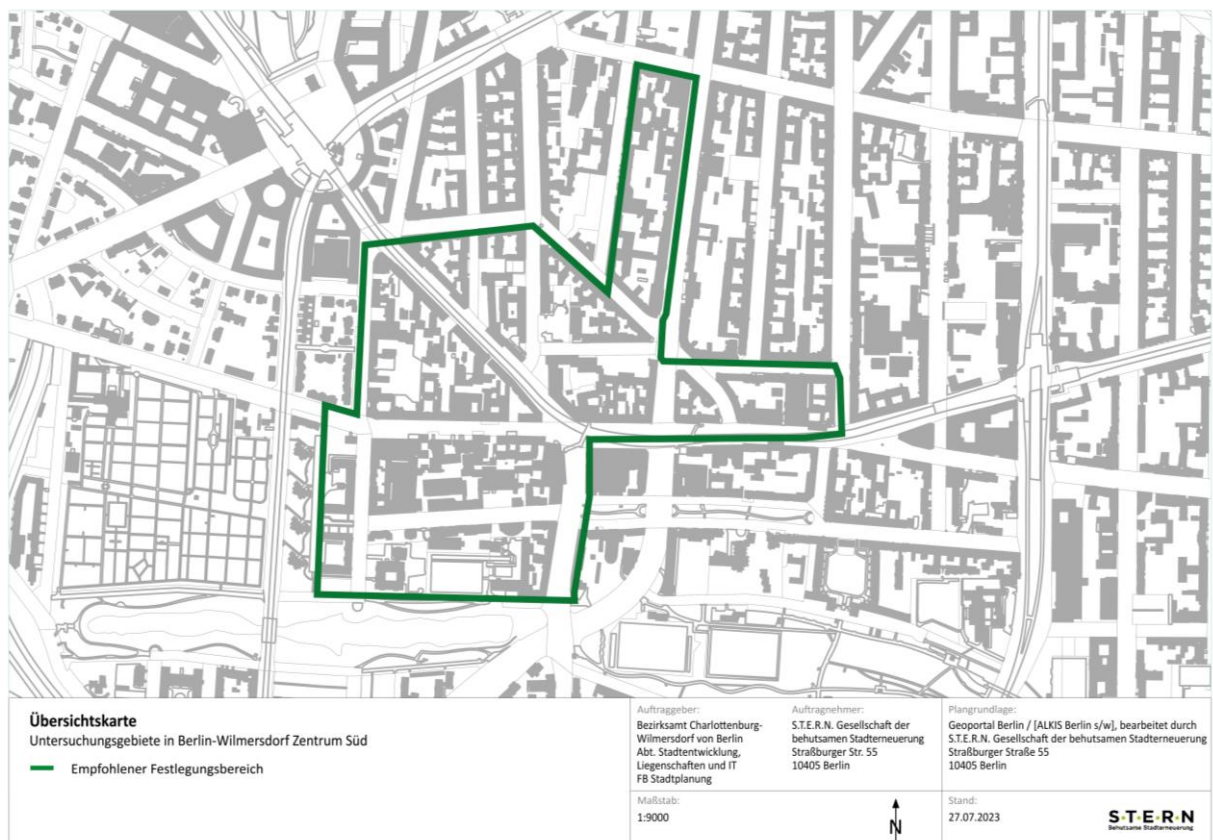 Übersichtskarte
Untersuchungsgebiete in Berlin-Wilmersdorf Zentrum Süd
Empfohlener Festlegungsbereich
Auftraggeber:
Bezirksamt Charlottenburg-
Wilmersdorf von Berlin
Abt. Stadtentwicklung,
Liegenschaften und IT
FB Stadtplanung
Auftragnehmer:
S.T.E.R.N. Gesellschaft der
behutsamen Stadterneuerung
Straßburger Str. 55
10405 Berlin
Plangrundlage:
Geoportal Berlin / [ALKIS Berlin s/w], bearbeitet durch
S.T.E.R.N. Gesellschaft der behutsamen Stadterneuerung
Straßburger Straße 55
10405 Berlin
Maßstab:
1:9000
N
Stand:
27.07.2023
S·T·E·R·N
Behutsame Stadterneuerung